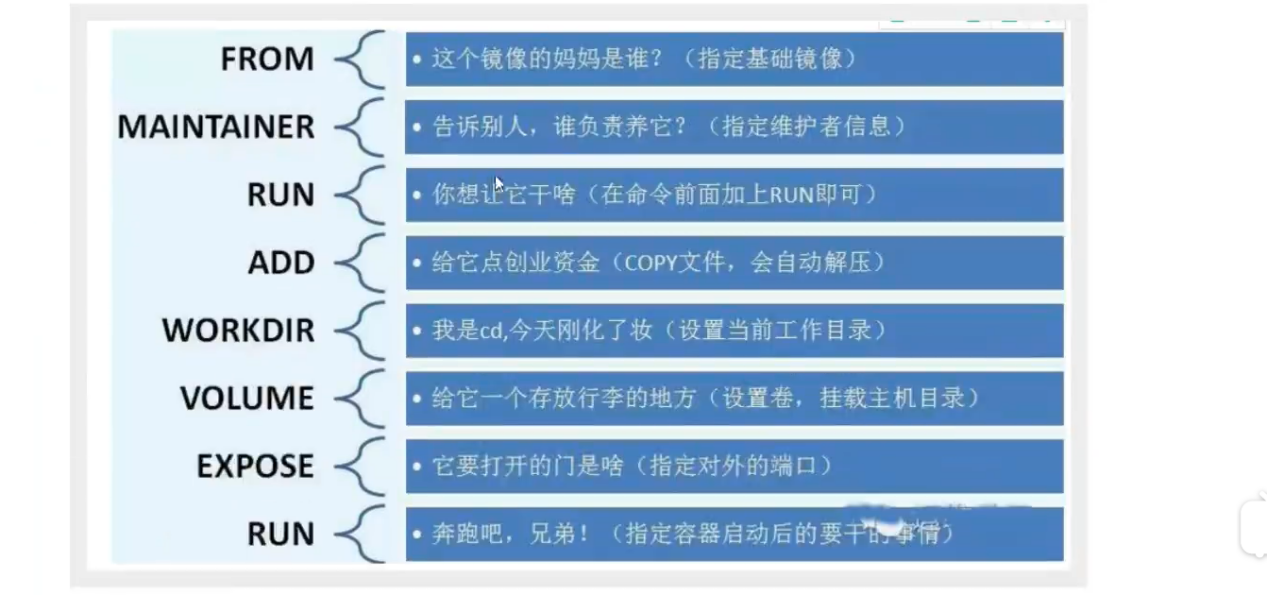 FROM
• 这个镜像的妈妈是谁？（指定基础镜像）
MAINTAINER
• 告诉别人，谁负责养它？（指定维护者信息）
RUN
• 你想让它干啥（在命令前面加上RUN即可）
ADD
• 给它点创业资金（COPY文件，会自动解压）
WORKDIR
• 我是cd,今天刚化了妆（设置当前工作目录）
VOLUME
• 给它一个存放行李的地方（设置卷，挂载主机目录）
EXPOSE
• 它要打开的门是啥（指定对外的端口）
RUN
• 奔跑吧，兄弟！（指定容器启动后的要干的事情）